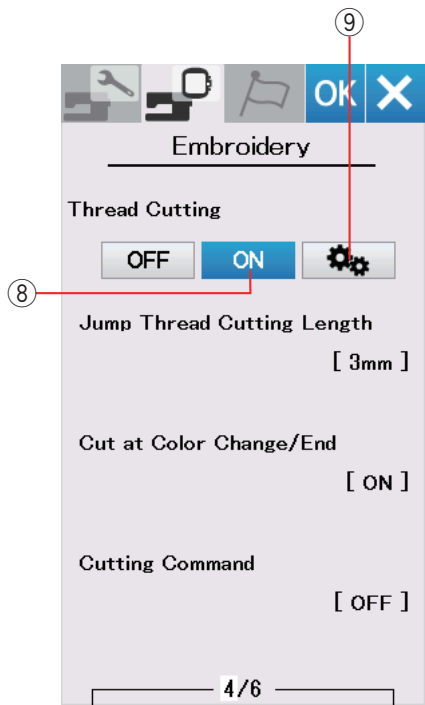 ⑨
OK
Embroidery
Thread Cutting
OFF ON
⑧
Jump Thread Cutting Length
[ 3mm ]
Cut at Color Change/End
[ ON ]
Cutting Command
[ OFF ]
4/6